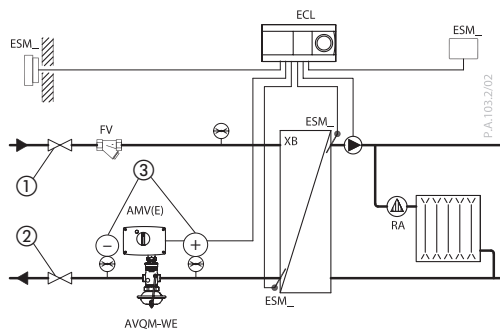 ECL
ESM_
ESM_
P.A.103.2/02
FV
ESM_
XB
1
3
AMV(E)
RA
2
−
+
ESM_
AVQM-WE